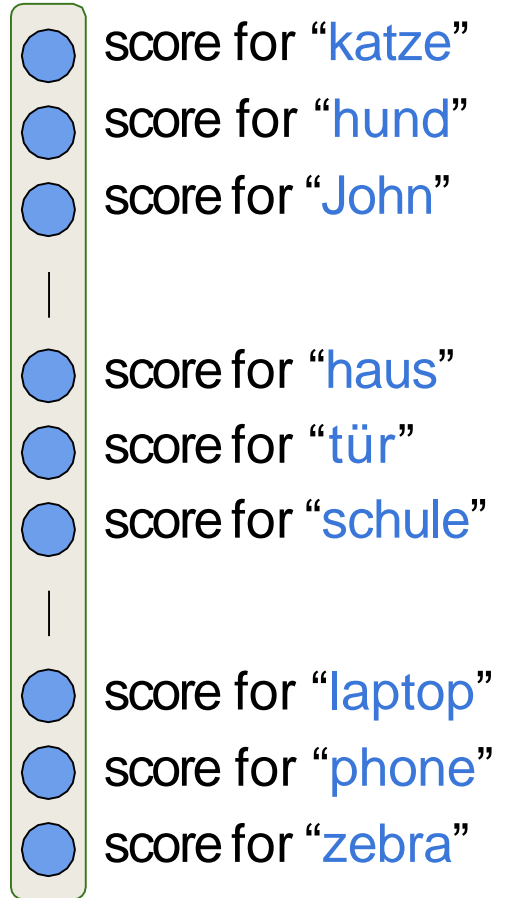 score for “katze”
score for “hund”
score for “John”
score for “haus”
score for “tür”
score for “schule”
score for “laptop”
score for “phone”
score for “zebra”